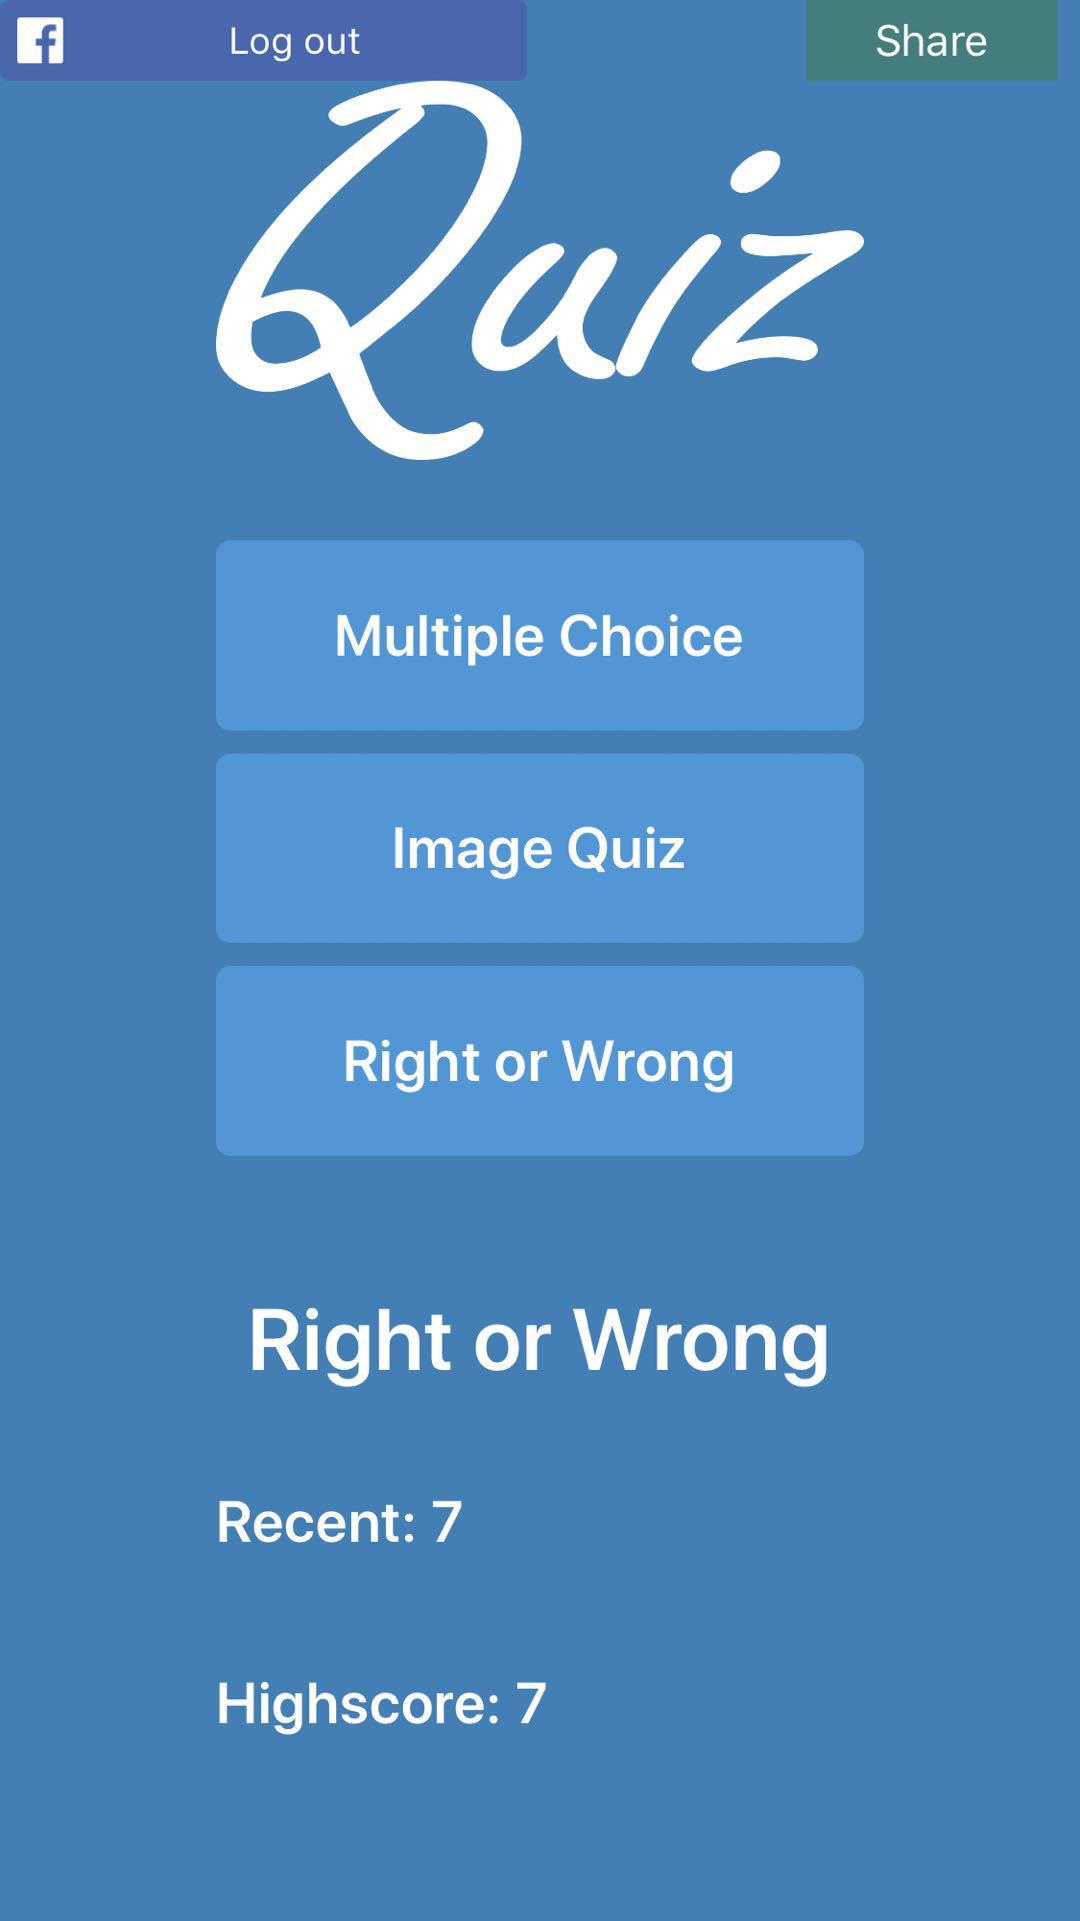 Log out
Share
Quiz
Multiple Choice
Image Quiz
Right or Wrong
Right or Wrong
Recent: 7
Highscore: 7